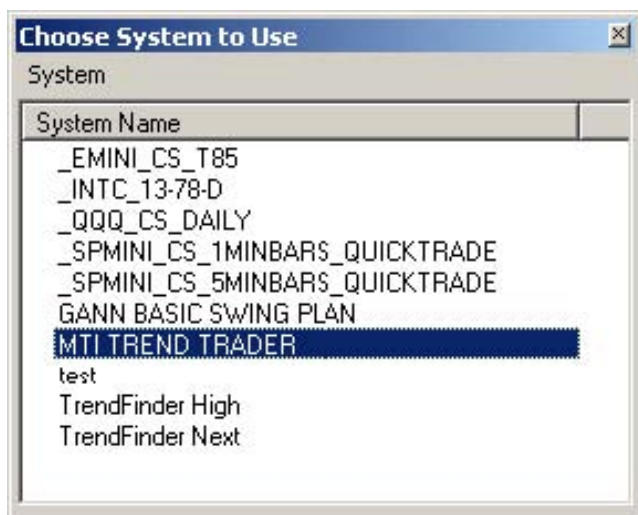 Choose System to Use
System
System Name
_EMINI_CS_T85
_INTC_13-78-D
_QQQ_CS_DAILY
_SPMINI_CS_1MINBARS_QUICKTRADE
_SPMINI_CS_5MINBARS_QUICKTRADE
GANN BASIC SWING PLAN
MTI TREND TRADER
test
TrendFinder High
TrendFinder Next